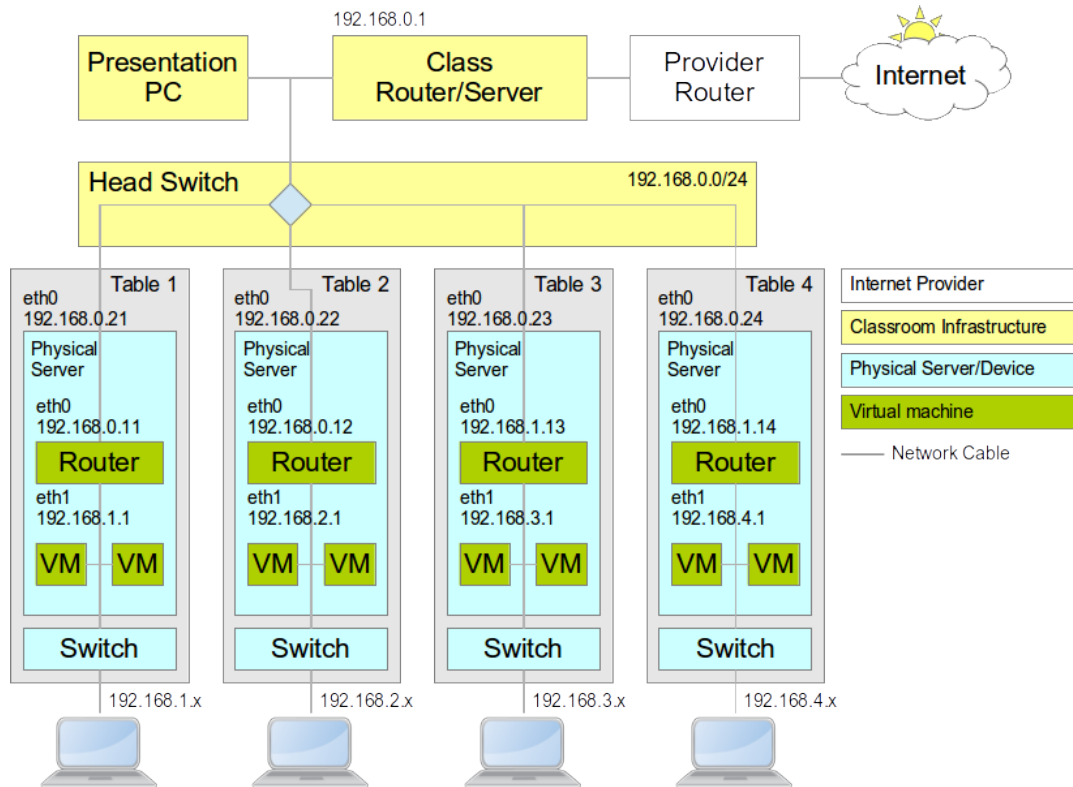 192.168.0.1
Presentation
PC
Class
Router/Server
Provider
Router
Internet
Head Switch
192.168.0.0/24
Table 1
eth0
192.168.0.21
Physical
Server
eth0
192.168.0.11
Router
eth1
192.168.1.1
VM
VM
Switch
192.168.1.x
Table 2
eth0
192.168.0.22
Physical
Server
eth0
192.168.0.12
Router
eth1
192.168.2.1
VM
VM
Switch
192.168.2.x
Table 3
eth0
192.168.0.23
Physical
Server
eth0
192.168.1.13
Router
eth1
192.168.3.1
VM
VM
Switch
192.168.3.x
Table 4
eth0
192.168.0.24
Physical
Server
eth0
192.168.1.14
Router
eth1
192.168.4.1
VM
VM
Switch
192.168.4.x
Internet Provider
Classroom Infrastructure
Physical Server/Device
Virtual machine
Network Cable